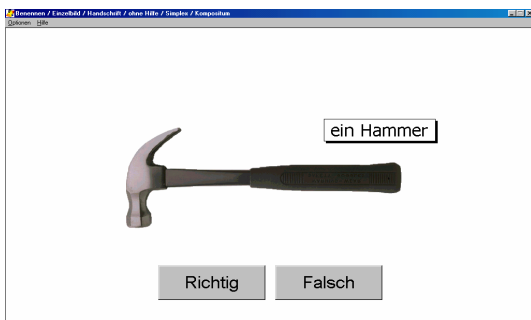 Benennen / Einzelbild / Handschrift / ohne Hilfe / Simplex / Kompositum
Optionen Hilfe
ein Hammer
Richtig Falsch